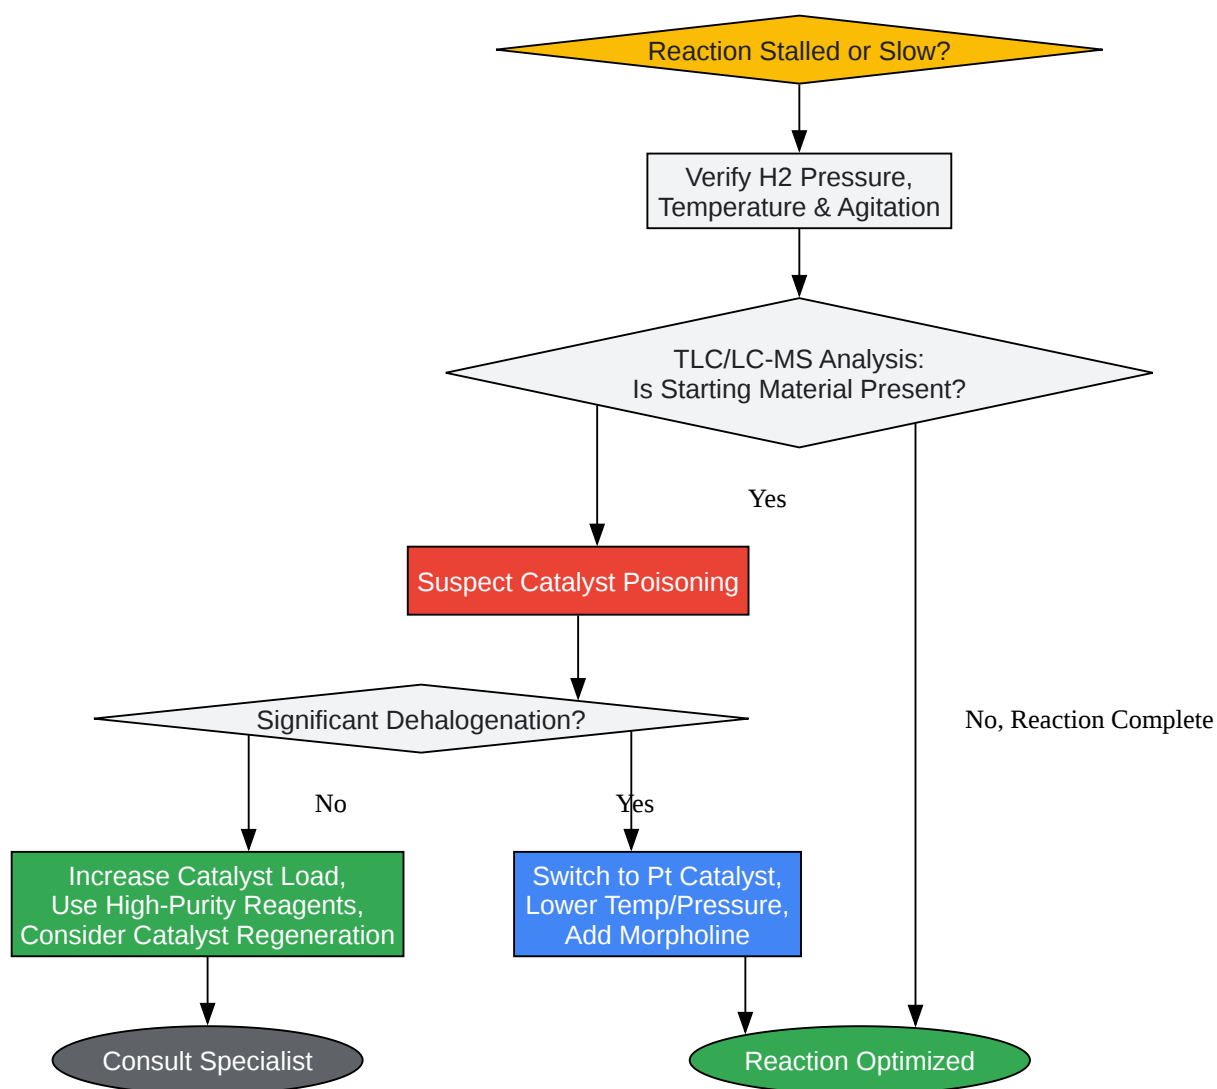 Reaction Stalled or Slow?
Verify H2 Pressure,
Temperature & Agitation
TLC/LC-MS Analysis:
Is Starting Material Present?
Yes
Suspect Catalyst Poisoning
Significant Dehalogenation?
No, Reaction Complete
No
Yes
Increase Catalyst Load,
Use High-Purity Reagents,
Consider Catalyst Regeneration
Switch to Pt Catalyst,
Lower Temp/Pressure,
Add Morpholine
Consult Specialist
Reaction Optimized